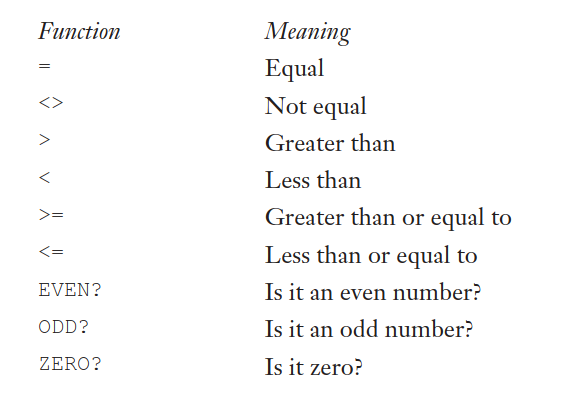 Function Meaning
= Equal
<> Not equal
> Greater than
< Less than
>= Greater than or equal to
<= Less than or equal to
EVEN? Is it an even number?
ODD? Is it an odd number?
ZERO? Is it zero?